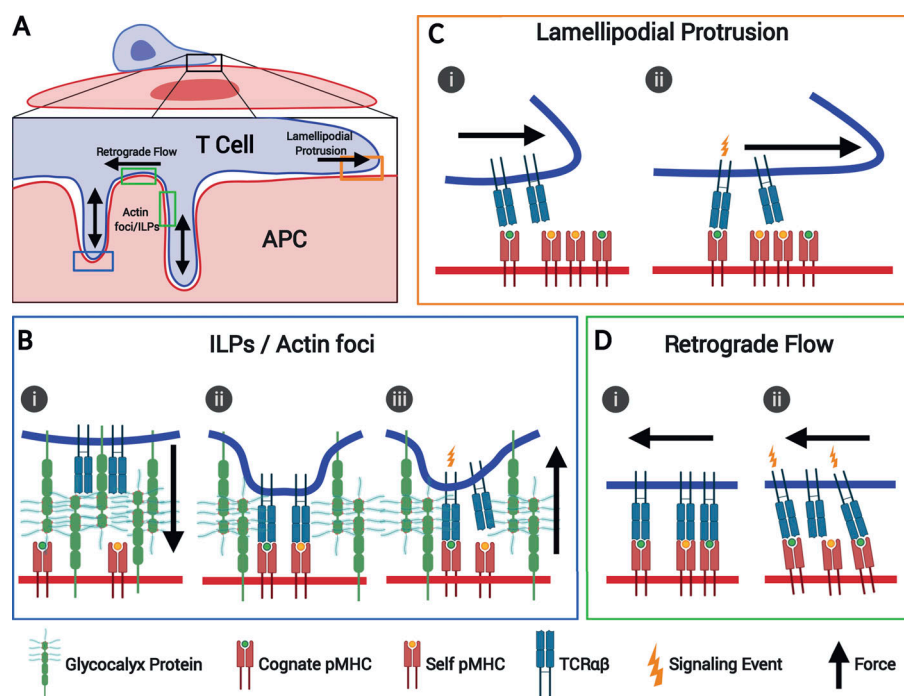 A
T Cell
Retrograde Flow
Lamellipodial
Protrusion
Actin
foci/ILPs
APC
C
Lamellipodial Protrusion
i
ii
B
ILPs / Actin foci
i
ii
iii
D
Retrograde Flow
i
ii
Glycocalyx Protein
Cognate pMHC
Self pMHC
TCRαβ
Signaling Event
Force